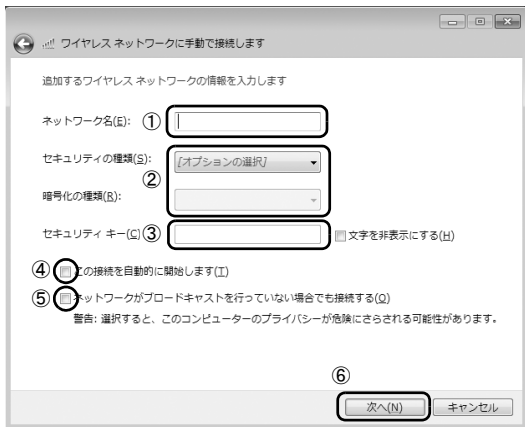 ワイヤレス ネットワークに手動で接続します
追加するワイヤレス ネットワークの情報を入力します
ネットワーク名(E): ①
セキュリティの種類(S): [オプションの選択]
②
暗号化の種類(R):
セキュリティ キー(C) ③ 文字を非表示にする(H)
④ この接続を自動的に開始します(T)
⑤ ネットワークがブロードキャストを行っていない場合でも接続する(O)
警告: 選択すると、このコンピューターのプライバシーが危険にさらされる可能性があります。
⑥
次へ(N) キャンセル